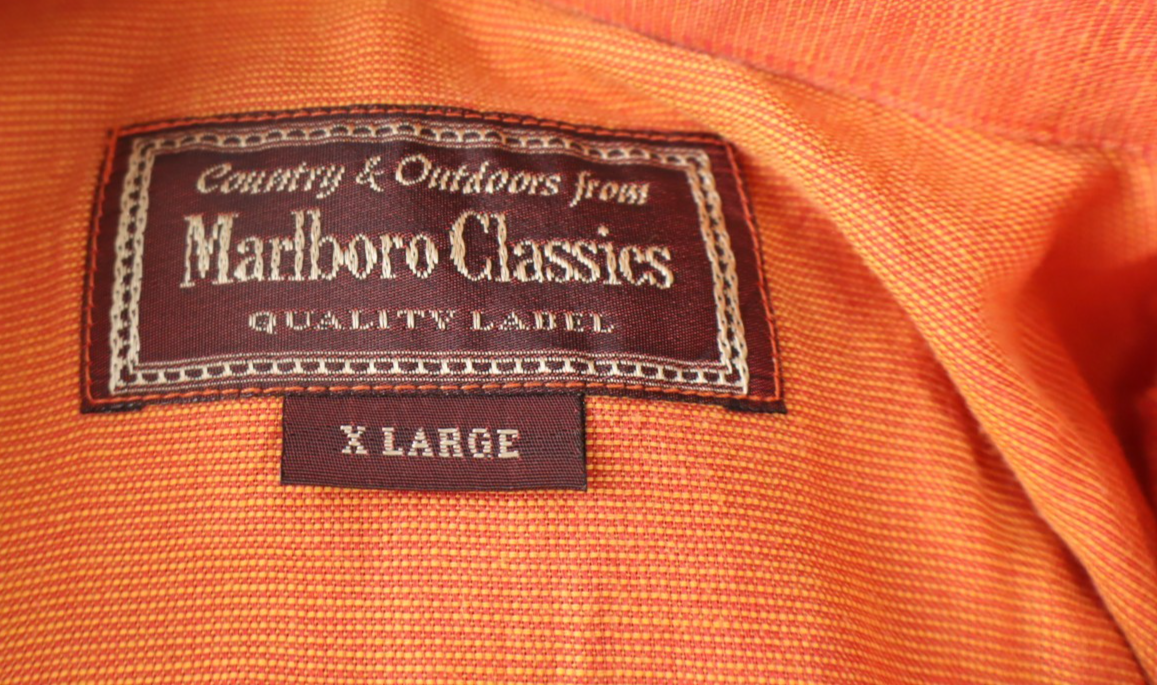 Country & Outdoors from
Marlboro Classics
QUALITY LABEL
X LARGE